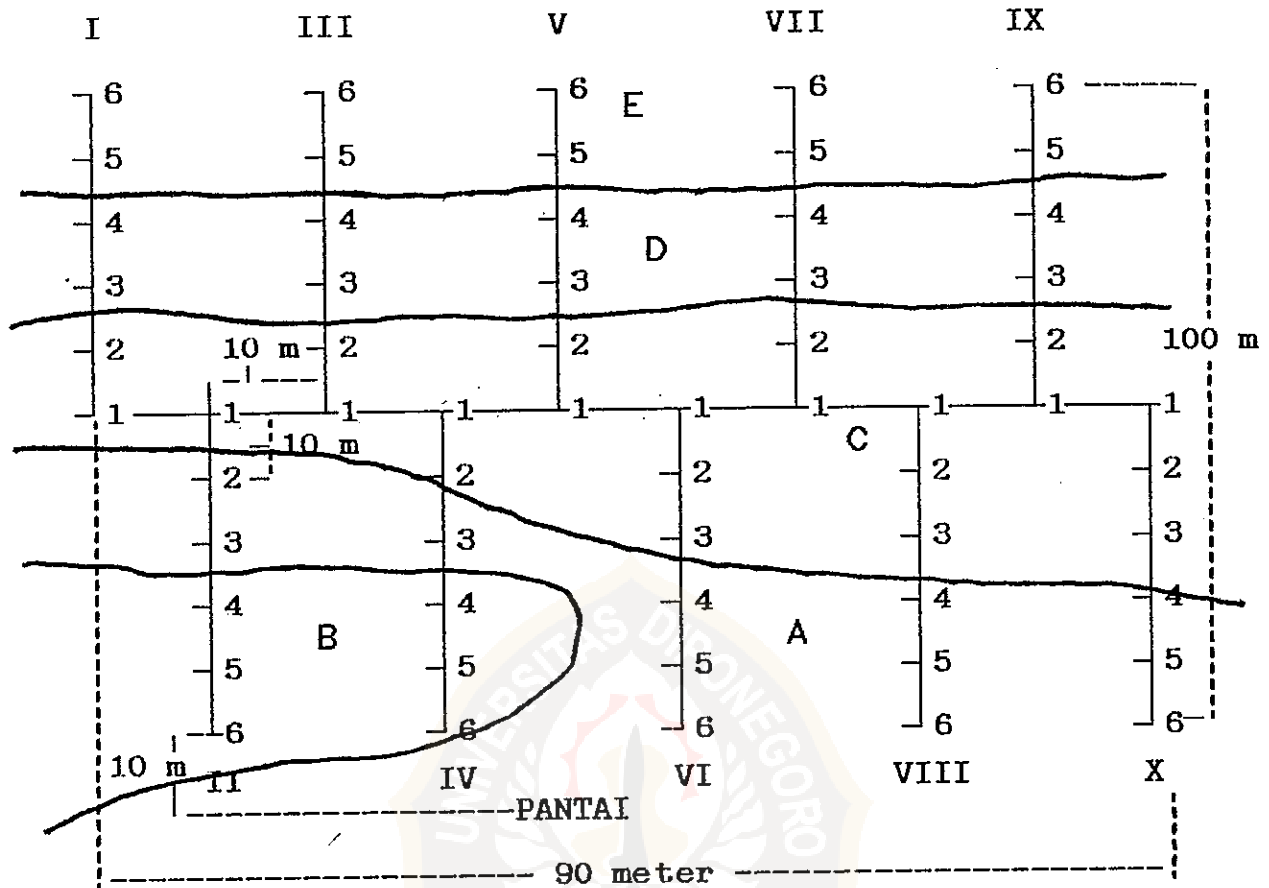 I III V VII IX
6 6 6 6 6
E
5 5 5 5 5
4 4 4 4 4
D
3 3 3 3 3
2 2 2 2 2
10 m 100 m
1 1 1 1 1 1 1 1 1 1
10 m C
2 2 2 2 2
3 3 3 3 3
4 4 4 4 4
B A
5 5 5 5 5
6 6 6 6 6
10 m
II IV VI VIII X
PANTAI
90 meter
UNIVERSITAS DIPONEGORO